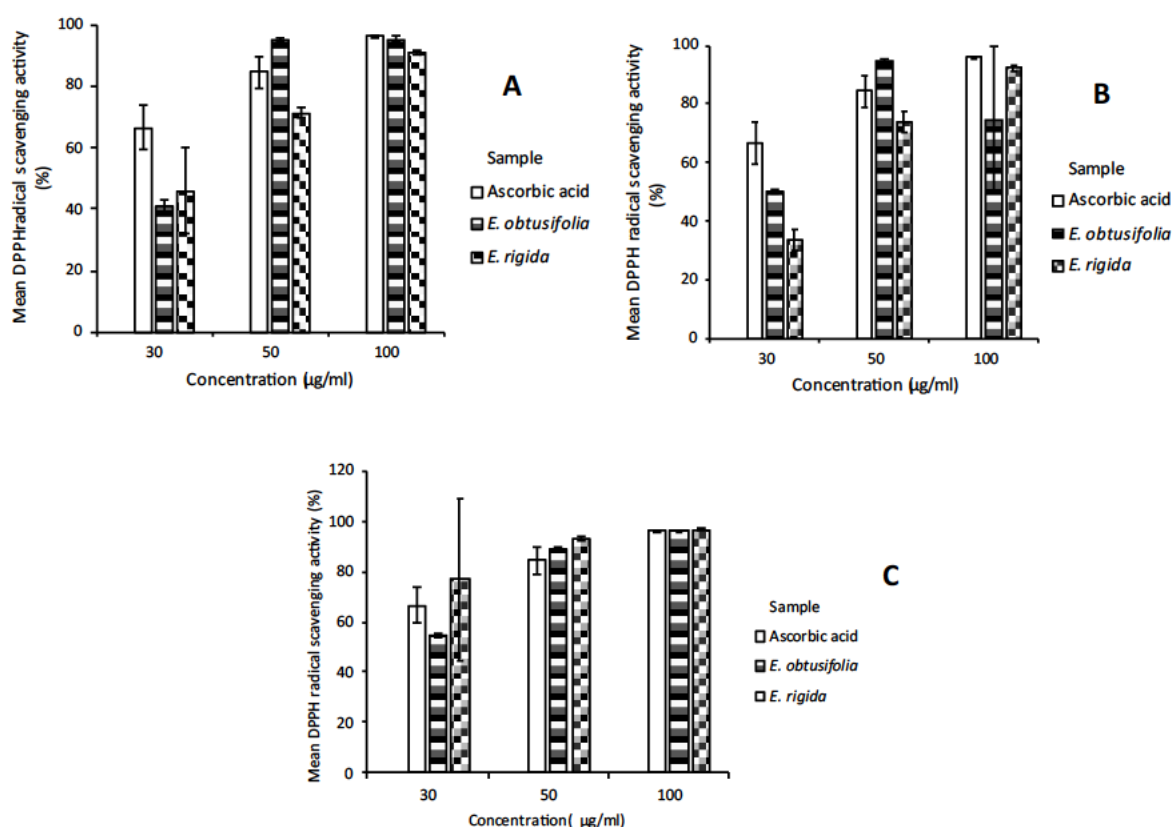 Mean DPPHradical scavenging activity
(%)
100
80
60
40
20
0
30 50 100
Concentration (µg/ml)
A
Sample
Ascorbic acid
E. obtusifolia
E. rigida
Mean DPPH radical scavenging activity
(%)
100
80
60
40
20
0
30 50 100
Concentration (µg/ml)
B
Sample
Ascorbic acid
E. obtusifolia
E. rigida
Mean DPPH radical scavenging activity (%)
120
100
80
60
40
20
0
30 50 100
Concentration( µg/ml)
C
Sample
Ascorbic acid
E. obtusifolia
E. rigida